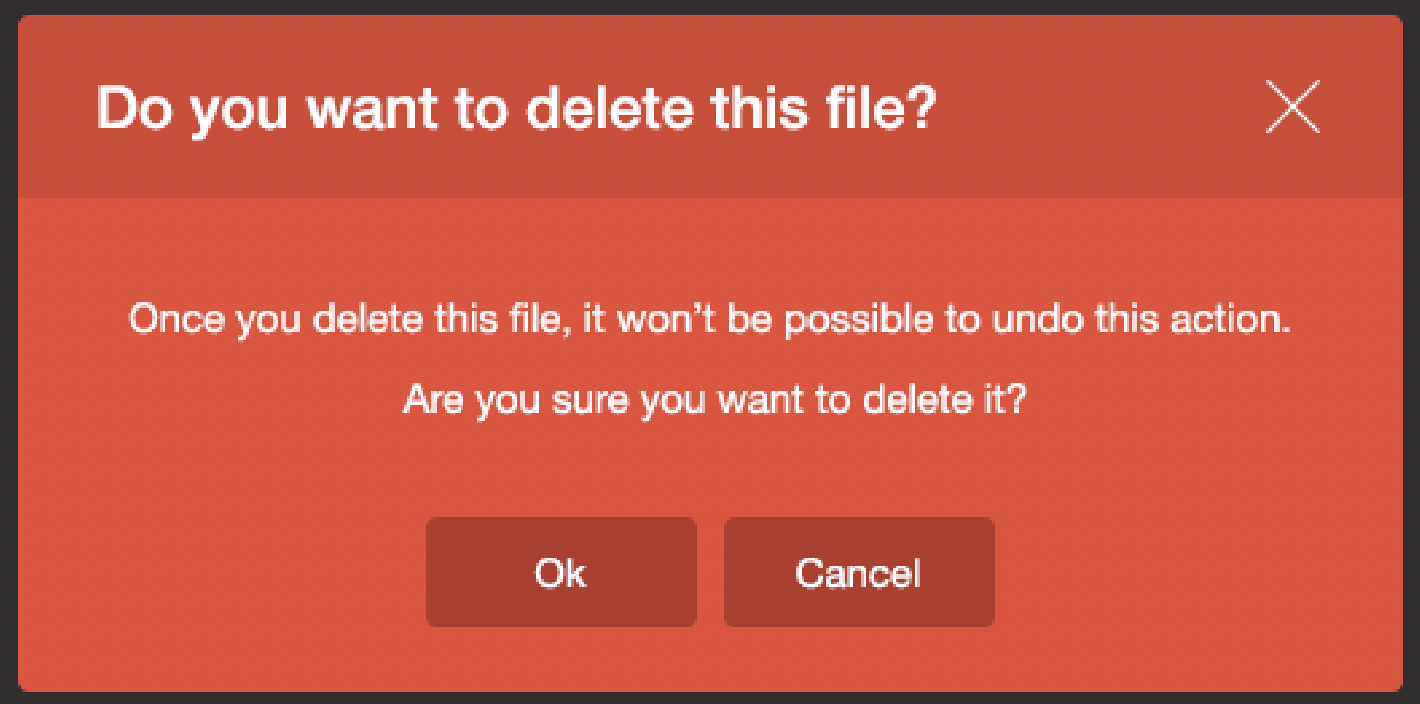 Do you want to delete this file?
Once you delete this file, it won’t be possible to undo this action.
Are you sure you want to delete it?
Ok
Cancel